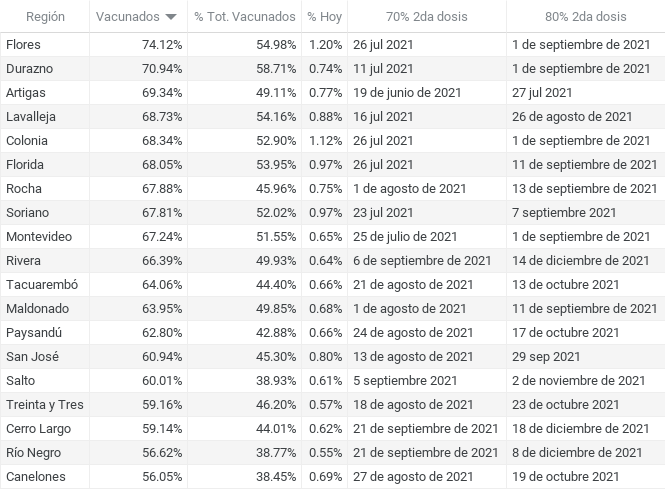 Región Vacunados % Tot. Vacunados % Hoy 70% 2da dosis 80% 2da dosis
Flores 74.12% 54.98% 1.20% 26 jul 2021 1 de septiembre de 2021
Durazno 70.94% 58.71% 0.74% 11 jul 2021 1 de septiembre de 2021
Artigas 69.34% 49.11% 0.77% 19 de junio de 2021 27 jul 2021
Lavalleja 68.73% 54.16% 0.88% 16 jul 2021 26 de agosto de 2021
Colonia 68.34% 52.90% 1.12% 26 jul 2021 1 de septiembre de 2021
Florida 68.05% 53.95% 0.97% 26 jul 2021 11 de septiembre de 2021
Rocha 67.88% 45.96% 0.75% 1 de agosto de 2021 13 de septiembre de 2021
Soriano 67.81% 52.02% 0.97% 23 jul 2021 7 septiembre 2021
Montevideo 67.24% 51.55% 0.65% 25 de julio de 2021 1 de septiembre de 2021
Rivera 66.39% 49.93% 0.64% 6 de septiembre de 2021 14 de diciembre de 2021
Tacuarembó 64.06% 44.40% 0.66% 21 de agosto de 2021 13 de octubre 2021
Maldonado 63.95% 49.85% 0.68% 1 de agosto de 2021 11 de septiembre de 2021
Paysandú 62.80% 42.88% 0.66% 24 de agosto de 2021 17 de octubre 2021
San José 60.94% 45.30% 0.80% 13 de agosto de 2021 29 sep 2021
Salto 60.01% 38.93% 0.61% 5 septiembre 2021 2 de noviembre de 2021
Treinta y Tres 59.16% 46.20% 0.57% 18 de agosto de 2021 23 de octubre 2021
Cerro Largo 59.14% 44.01% 0.62% 21 de septiembre de 2021 18 de diciembre de 2021
Río Negro 56.62% 38.77% 0.55% 21 de septiembre de 2021 8 de diciembre de 2021
Canelones 56.05% 38.45% 0.69% 27 de agosto de 2021 19 de octubre 2021